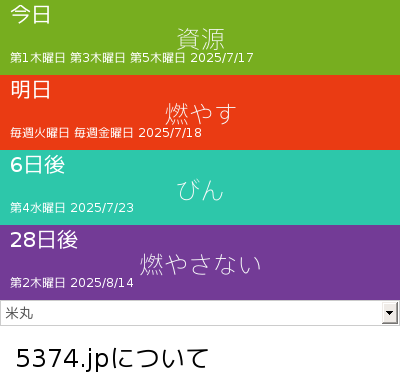 今日
資源
第1木曜日 第3木曜日 第5木曜日 2025/7/17
明日
燃やす
毎週火曜日 毎週金曜日 2025/7/18
6日後
びん
第4水曜日 2025/7/23
28日後
燃やさない
第2木曜日 2025/8/14
米丸
5374.jpについて